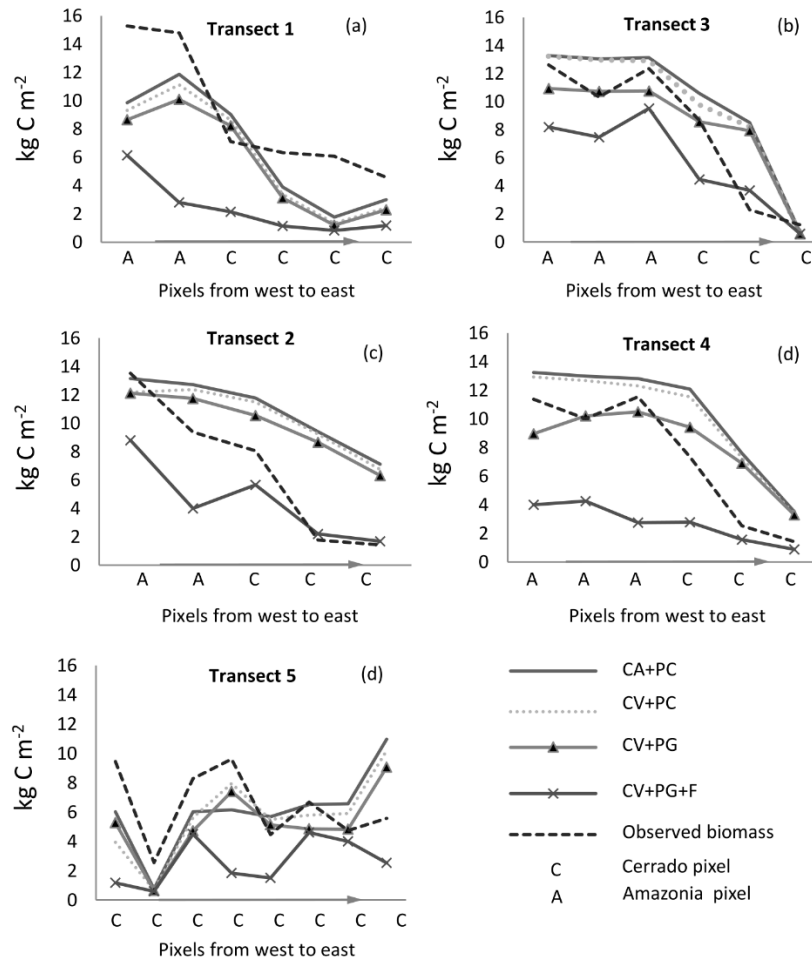 Transect 1 (a)
kg C m⁻²
16
14
12
10
8
6
4
2
0
A A C C C C
Pixels from west to east
Transect 3 (b)
kg C m⁻²
16
14
12
10
8
6
4
2
0
A A A C C C
Pixels from west to east
Transect 2 (c)
kg C m⁻²
16
14
12
10
8
6
4
2
0
A A C C C
Pixels from west to east
Transect 4 (d)
kg C m⁻²
16
14
12
10
8
6
4
2
0
A A A C C C
Pixels from west to east
Transect 5 (d)
kg C m⁻²
16
14
12
10
8
6
4
2
0
C C C C C C C C
Pixels from west to east
CA+PC
CV+PC
CV+PG
CV+PG+F
Observed biomass
C Cerrado pixel
A Amazonia pixel